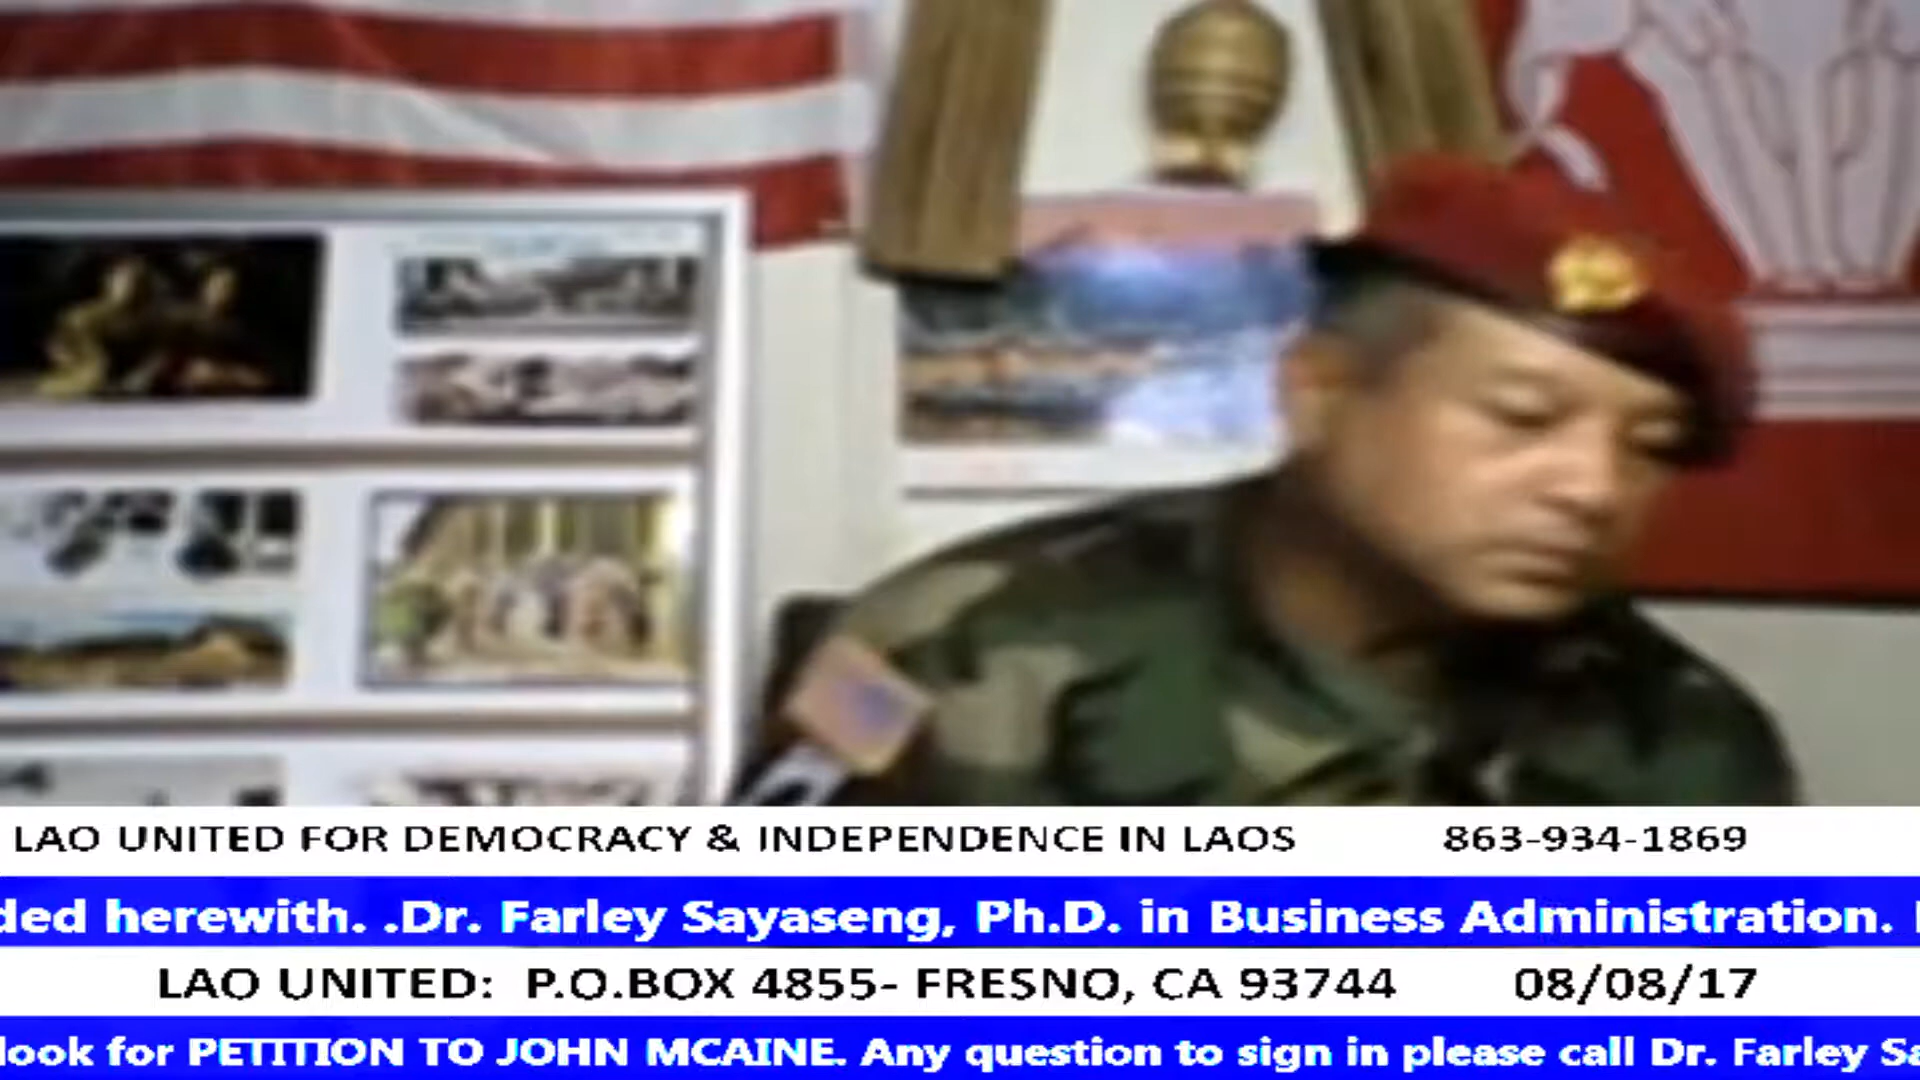 LAO UNITED FOR DEMOCRACY & INDEPENDENCE IN LAOS 863-934-1869
ded herewith. .Dr. Farley Sayaseng, Ph.D. in Business Administration.
LAO UNITED: P.O.BOX 4855- FRESNO, CA 93744 08/08/17
look for PETITION TO JOHN MCAINE. Any question to sign in please call Dr. Farley Sa